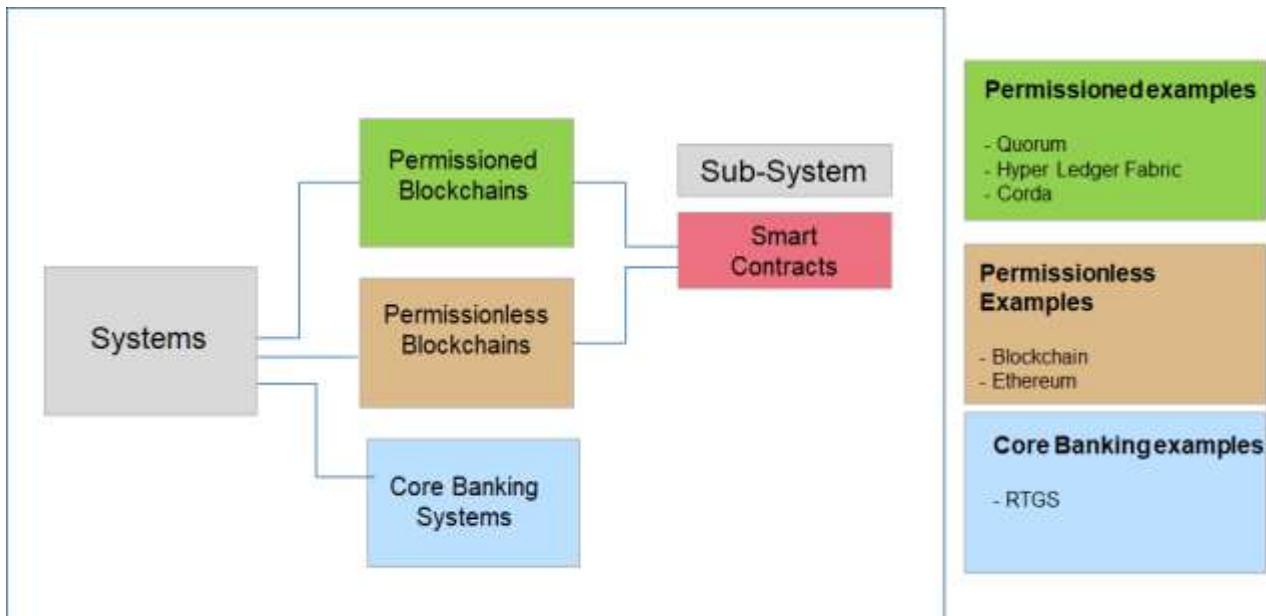 Systems
Permissioned
Blockchains
Permissionless
Blockchains
Core Banking
Systems
Sub-System
Smart
Contracts
Permissioned examples
- Quorum
- Hyper Ledger Fabric
- Corda
Permissionless
Examples
- Blockchain
- Ethereum
Core Banking examples
- RTGS